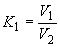 K₁ = V₁/V₂